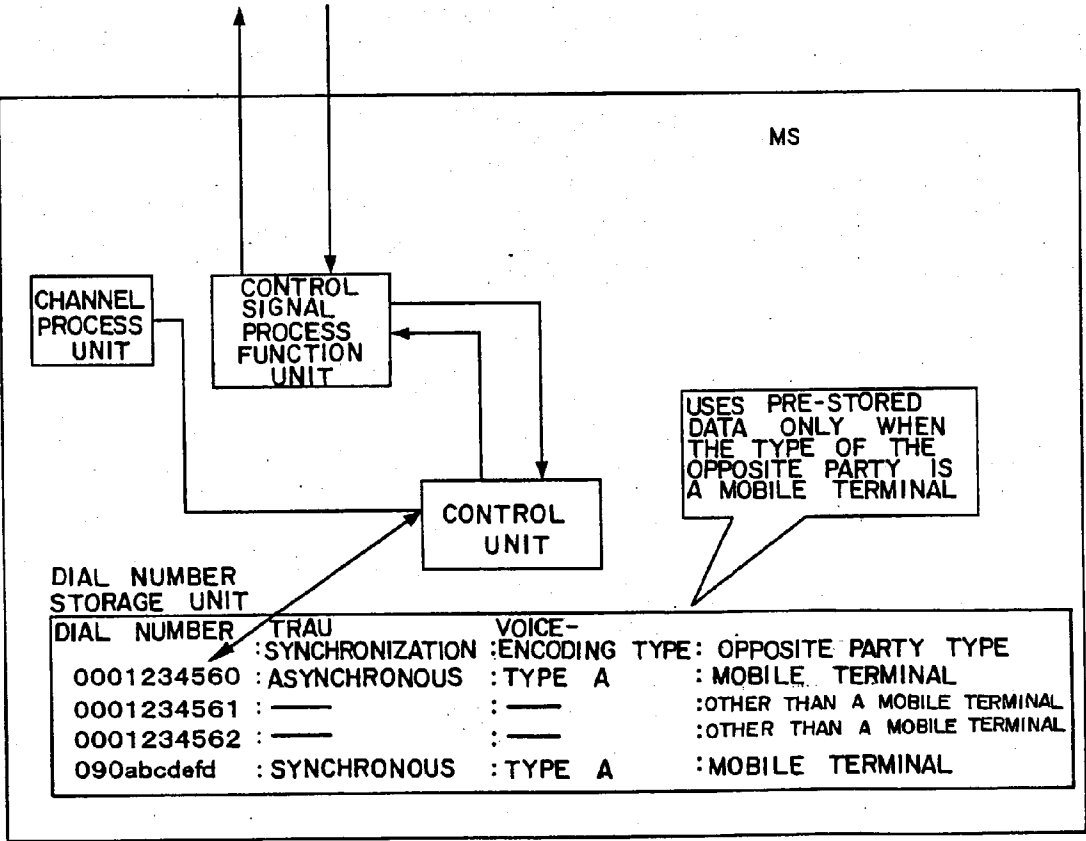 MS
CHANNEL
PROCESS
UNIT
CONTROL
SIGNAL
PROCESS
FUNCTION
UNIT
USES PRE-STORED
DATA ONLY WHEN
THE TYPE OF THE
OPPOSITE PARTY IS
A MOBILE TERMINAL
CONTROL
UNIT
DIAL NUMBER
STORAGE UNIT
DIAL NUMBER TRAU VOICE-
:SYNCHRONIZATION :ENCODING TYPE: OPPOSITE PARTY TYPE
0001234560 : ASYNCHRONOUS : TYPE A : MOBILE TERMINAL
0001234561 : — : — :OTHER THAN A MOBILE TERMINAL
0001234562 : — : — :OTHER THAN A MOBILE TERMINAL
090abcdefd : SYNCHRONOUS : TYPE A : MOBILE TERMINAL